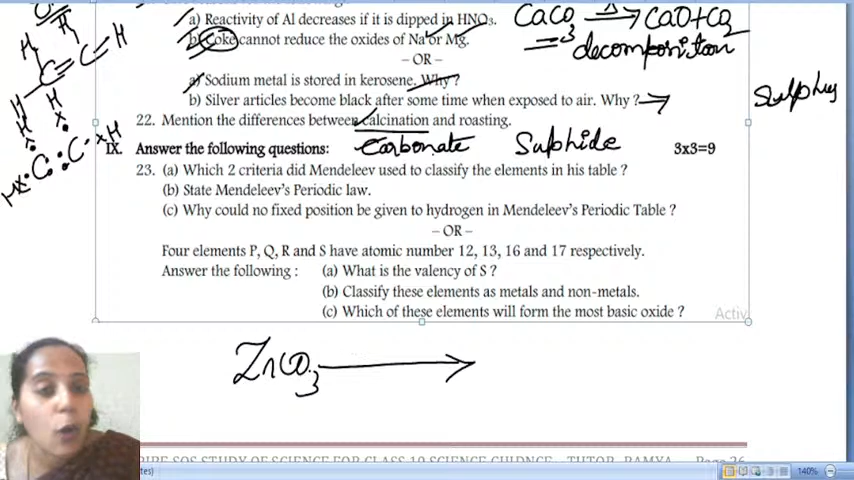 a) Reactivity of Al decreases if it is dipped in HNO3.
b) Coke cannot reduce the oxides of Na or Mg.
CaCO3 → CaO+CO2
decomposition
– OR –
a) Sodium metal is stored in kerosene. Why ?
b) Silver articles become black after some time when exposed to air. Why ? →
22. Mention the differences between calcination and roasting.
IX. Answer the following questions: Carbonate Sulphide 3x3=9
23. (a) Which 2 criteria did Mendeleev used to classify the elements in his table ?
(b) State Mendeleev's Periodic law.
(c) Why could no fixed position be given to hydrogen in Mendeleev's Periodic Table ?
– OR –
Four elements P, Q, R and S have atomic number 12, 13, 16 and 17 respectively.
Answer the following : (a) What is the valency of S ?
(b) Classify these elements as metals and non-metals.
(c) Which of these elements will form the most basic oxide ?
Activ
ZnCO3 →
140%